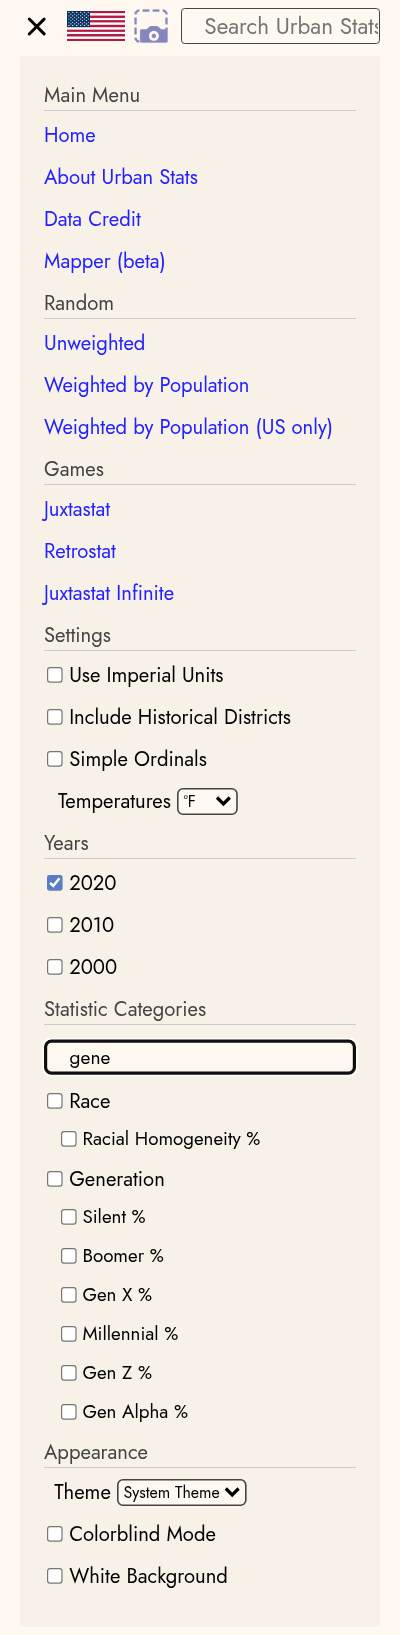 Search Urban Stats
Main Menu
Home
About Urban Stats
Data Credit
Mapper (beta)
Random
Unweighted
Weighted by Population
Weighted by Population (US only)
Games
Juxtastat
Retrostat
Juxtastat Infinite
Settings
Use Imperial Units
Include Historical Districts
Simple Ordinals
Temperatures °F
Years
2020
2010
2000
Statistic Categories
gene
Race
Racial Homogeneity %
Generation
Silent %
Boomer %
Gen X %
Millennial %
Gen Z %
Gen Alpha %
Appearance
Theme System Theme
Colorblind Mode
White Background